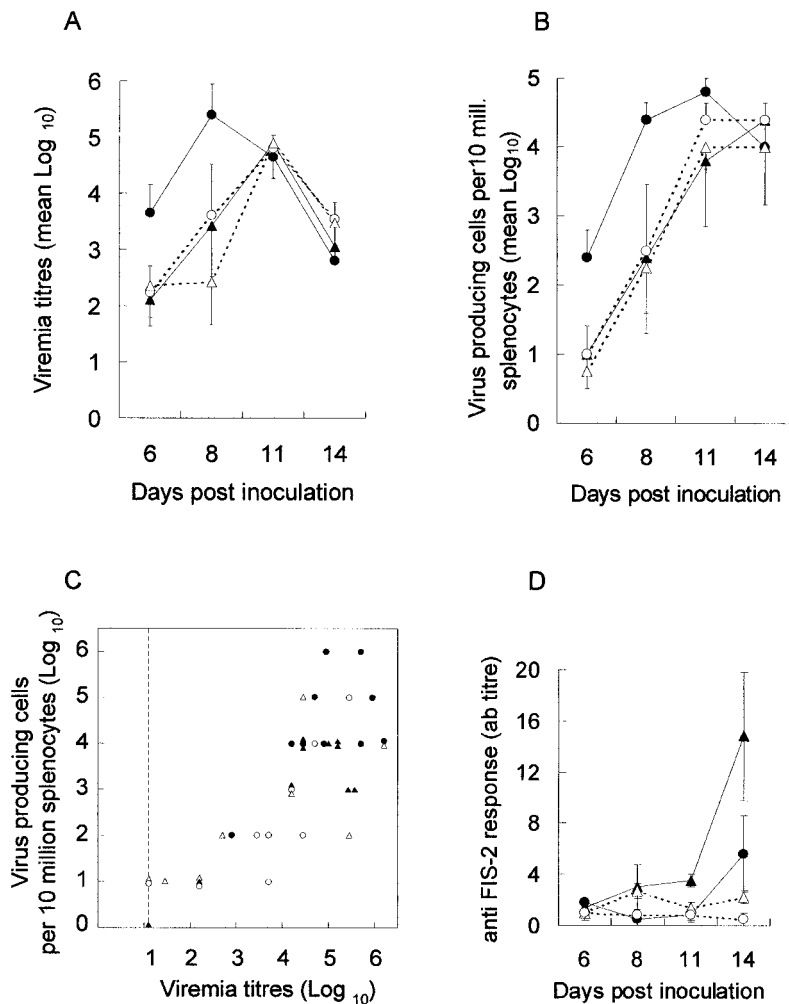 A
Viremia titres (mean Log 10)
6
5
4
3
2
1
0
6 8 11 14
Days post inoculation
B
Virus producing cells per10 mill.
splenocytes (mean Log10)
5
4
3
2
1
0
6 8 11 14
Days post inoculation
C
Virus producing cells
per 10 million splenocytes (Log 10)
6
5
4
3
2
1
0
1 2 3 4 5 6
Viremia titres (Log 10)
D
anti FIS-2 response (ab titre)
20
16
12
8
4
0
6 8 11 14
Days post inoculation